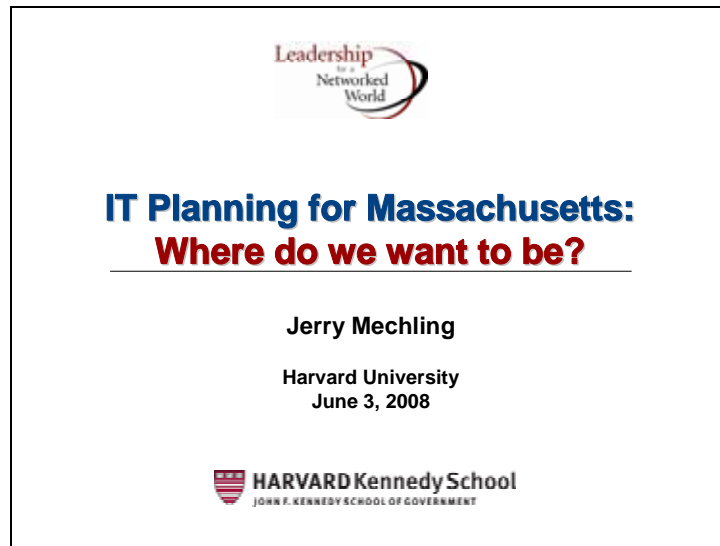 Leadership
for a
Networked
World
IT Planning for Massachusetts:
Where do we want to be?
Jerry Mechling
Harvard University
June 3, 2008
HARVARD Kennedy School
JOHN F. KENNEDY SCHOOL OF GOVERNMENT